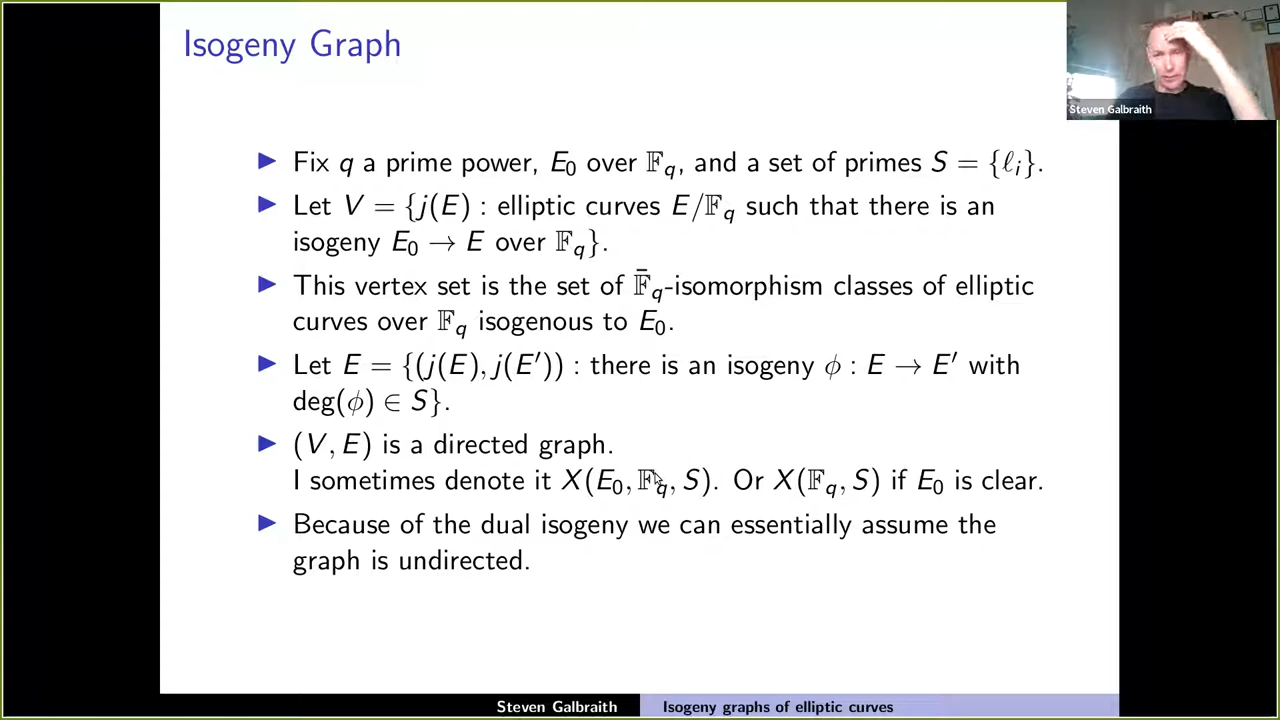 Isogeny Graph
Steven Galbraith
▶ Fix q a prime power, E₀ over 𝔽_q, and a set of primes S = {ℓ_i}.
▶ Let V = {j(E) : elliptic curves E/𝔽_q such that there is an
isogeny E₀ → E over 𝔽_q}.
▶ This vertex set is the set of 𝔽̄_q-isomorphism classes of elliptic
curves over 𝔽_q isogenous to E₀.
▶ Let E = {(j(E), j(E′)) : there is an isogeny ϕ : E → E′ with
deg(ϕ) ∈ S}.
▶ (V, E) is a directed graph.
I sometimes denote it X(E₀, 𝔽_q, S). Or X(𝔽_q, S) if E₀ is clear.
▶ Because of the dual isogeny we can essentially assume the
graph is undirected.
Steven Galbraith Isogeny graphs of elliptic curves